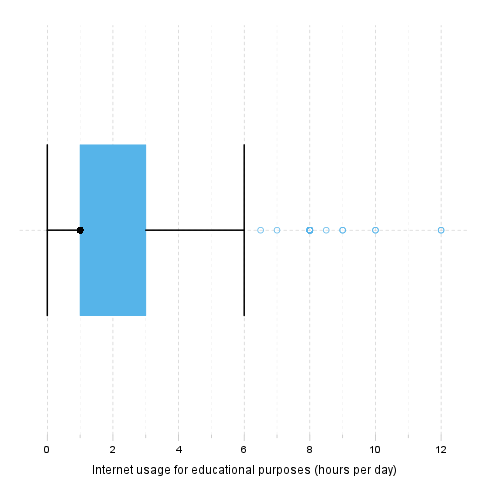 0 2 4 6 8 10 12
Internet usage for educational purposes (hours per day)